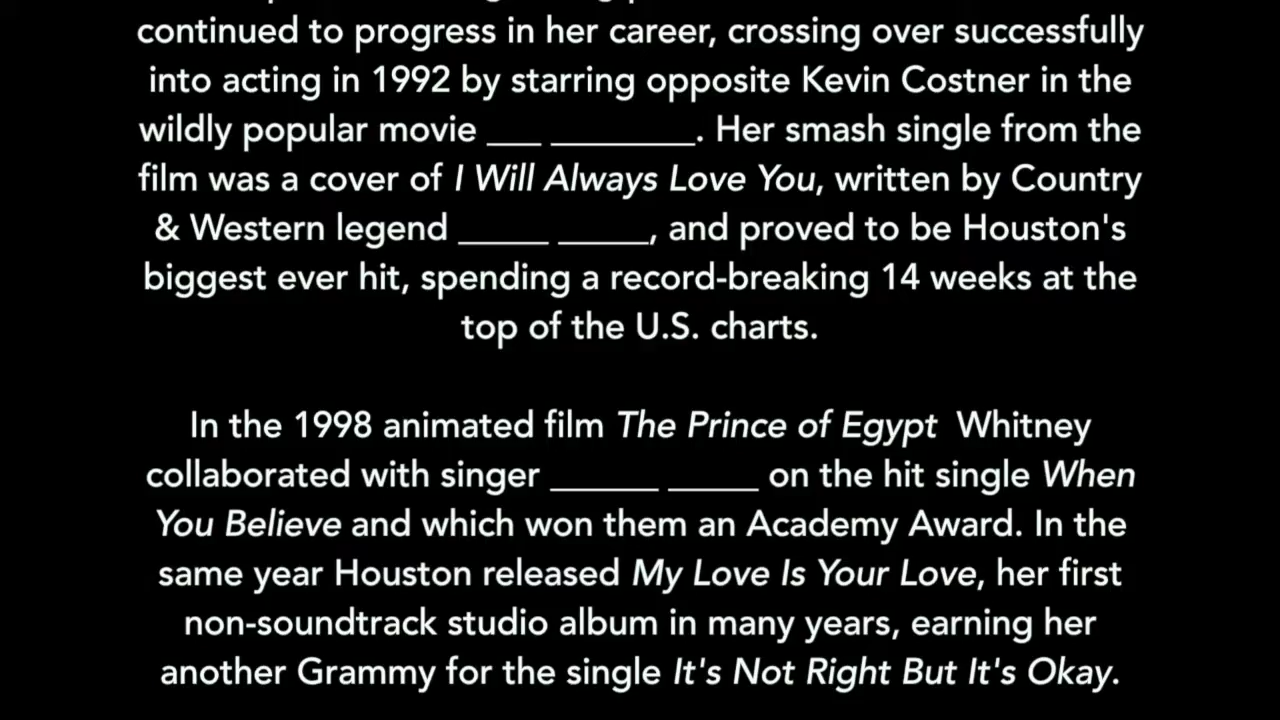 continued to progress in her career, crossing over successfully
into acting in 1992 by starring opposite Kevin Costner in the
wildly popular movie ___ ________. Her smash single from the
film was a cover of I Will Always Love You, written by Country
& Western legend _____ _____, and proved to be Houston's
biggest ever hit, spending a record-breaking 14 weeks at the
top of the U.S. charts.
In the 1998 animated film The Prince of Egypt Whitney
collaborated with singer ______ _____ on the hit single When
You Believe and which won them an Academy Award. In the
same year Houston released My Love Is Your Love, her first
non-soundtrack studio album in many years, earning her
another Grammy for the single It's Not Right But It's Okay.